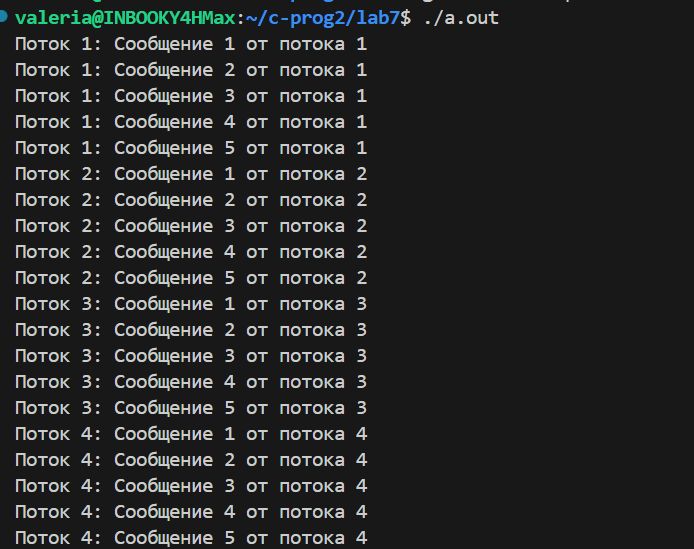 valeria@INBOOKY4HMax:~/c-prog2/lab7$ ./a.out
Поток 1: Сообщение 1 от потока 1
Поток 1: Сообщение 2 от потока 1
Поток 1: Сообщение 3 от потока 1
Поток 1: Сообщение 4 от потока 1
Поток 1: Сообщение 5 от потока 1
Поток 2: Сообщение 1 от потока 2
Поток 2: Сообщение 2 от потока 2
Поток 2: Сообщение 3 от потока 2
Поток 2: Сообщение 4 от потока 2
Поток 2: Сообщение 5 от потока 2
Поток 3: Сообщение 1 от потока 3
Поток 3: Сообщение 2 от потока 3
Поток 3: Сообщение 3 от потока 3
Поток 3: Сообщение 4 от потока 3
Поток 3: Сообщение 5 от потока 3
Поток 4: Сообщение 1 от потока 4
Поток 4: Сообщение 2 от потока 4
Поток 4: Сообщение 3 от потока 4
Поток 4: Сообщение 4 от потока 4
Поток 4: Сообщение 5 от потока 4